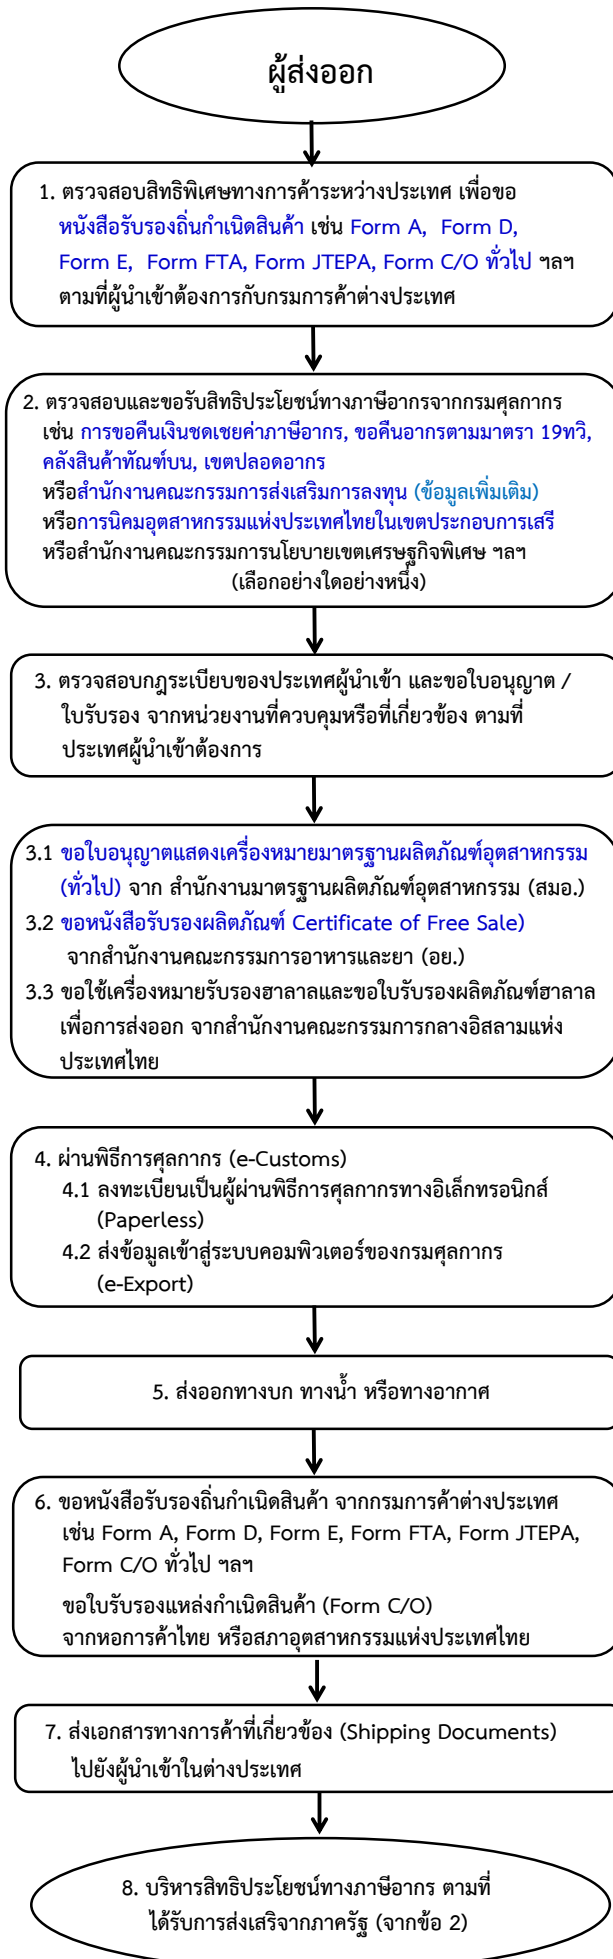 ผู้ส่งออก
1. ตรวจสอบสิทธิพิเศษทางการค้าระหว่างประเทศ เพื่อขอ
หนังสือรับรองถิ่นกำเนิดสินค้า เช่น Form A, Form D,
Form E, Form FTA, Form JTEPA, Form C/O ทั่วไป ฯลฯ
ตามที่ผู้นำเข้าต้องการกับกรมการค้าต่างประเทศ
2. ตรวจสอบและขอรับสิทธิประโยชน์ทางภาษีอากรจากกรมศุลกากร
เช่น การขอคืนเงินชดเชยค่าภาษีอากร, ขอคืนอากรตามมาตรา 19ทวิ,
คลังสินค้าทัณฑ์บน, เขตปลอดอากร
หรือสำนักงานคณะกรรมการส่งเสริมการลงทุน (ข้อมูลเพิ่มเติม)
หรือการนิคมอุตสาหกรรมแห่งประเทศไทยในเขตประกอบการเสรี
หรือสำนักงานคณะกรรมการนโยบายเขตเศรษฐกิจพิเศษ ฯลฯ
(เลือกอย่างใดอย่างหนึ่ง)
3. ตรวจสอบกฎระเบียบของประเทศผู้นำเข้า และขอใบอนุญาต /
ใบรับรอง จากหน่วยงานที่ควบคุมหรือที่เกี่ยวข้อง ตามที่
ประเทศผู้นำเข้าต้องการ
3.1 ขอใบอนุญาตแสดงเครื่องหมายมาตรฐานผลิตภัณฑ์อุตสาหกรรม
(ทั่วไป) จาก สำนักงานมาตรฐานผลิตภัณฑ์อุตสาหกรรม (สมอ.)
3.2 ขอหนังสือรับรองผลิตภัณฑ์ Certificate of Free Sale)
จากสำนักงานคณะกรรมการอาหารและยา (อย.)
3.3 ขอใช้เครื่องหมายรับรองฮาลาลและขอใบรับรองผลิตภัณฑ์ฮาลาล
เพื่อการส่งออก จากสำนักงานคณะกรรมการกลางอิสลามแห่ง
ประเทศไทย
4. ผ่านพิธีการศุลกากร (e-Customs)
4.1 ลงทะเบียนเป็นผู้ผ่านพิธีการศุลกากรทางอิเล็กทรอนิกส์
(Paperless)
4.2 ส่งข้อมูลเข้าสู่ระบบคอมพิวเตอร์ของกรมศุลกากร
(e-Export)
5. ส่งออกทางบก ทางน้ำ หรือทางอากาศ
6. ขอหนังสือรับรองถิ่นกำเนิดสินค้า จากกรมการค้าต่างประเทศ
เช่น Form A, Form D, Form E, Form FTA, Form JTEPA,
Form C/O ทั่วไป ฯลฯ
ขอใบรับรองแหล่งกำเนิดสินค้า (Form C/O)
จากหอการค้าไทย หรือสภาอุตสาหกรรมแห่งประเทศไทย
7. ส่งเอกสารทางการค้าที่เกี่ยวข้อง (Shipping Documents)
ไปยังผู้นำเข้าในต่างประเทศ
8. บริหารสิทธิประโยชน์ทางภาษีอากร ตามที่
ได้รับการส่งเสริจากภาครัฐ (จากข้อ 2)